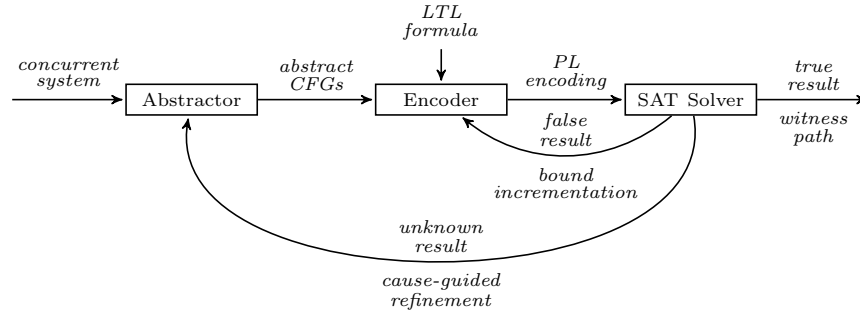 LTL
formula
concurrent
system
abstract
CFGs
PL
encoding
true
result
Abstractor
Encoder
SAT Solver
false
result
witness
path
bound
incrementation
unknown
result
cause-guided
refinement